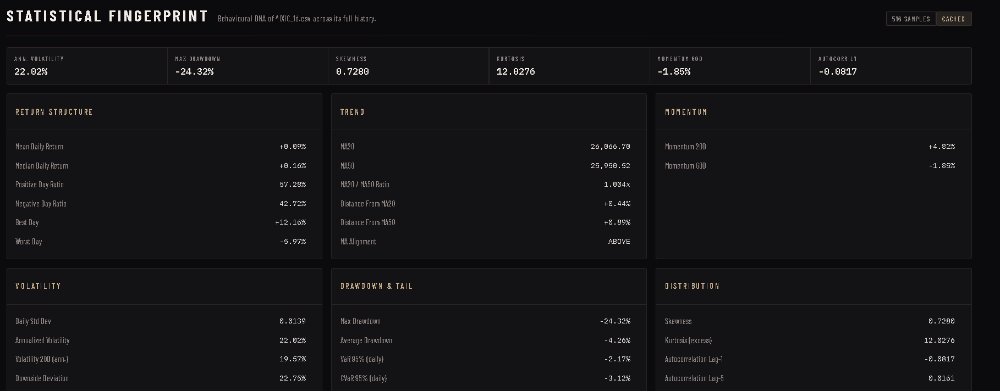 STATISTICAL FINGERPRINT Behavioural DNA of ^IXIC_1d.csv across its full history. 516 SAMPLES CACHED
ANN. VOLATILITY MAX DRAWDOWN SKEWNESS KURTOSIS MOMENTUM 60D AUTOCORR L1
22.02% -24.32% 0.7280 12.0276 -1.85% -0.0817
RETURN STRUCTURE
Mean Daily Return +0.09%
Median Daily Return +0.16%
Positive Day Ratio 57.28%
Negative Day Ratio 42.72%
Best Day +12.16%
Worst Day -5.97%
TREND
MA20 26,066.70
MA50 25,950.52
MA20 / MA50 Ratio 1.004x
Distance From MA20 +0.44%
Distance From MA50 +0.89%
MA Alignment ABOVE
MOMENTUM
Momentum 20D +4.82%
Momentum 60D -1.85%
VOLATILITY
Daily Std Dev 0.0139
Annualized Volatility 22.02%
Volatility 20D (ann.) 19.57%
Downside Deviation 22.75%
DRAWDOWN & TAIL
Max Drawdown -24.32%
Average Drawdown -4.26%
VaR 95% (daily) -2.17%
CVaR 95% (daily) -3.12%
DISTRIBUTION
Skewness 0.7280
Kurtosis (excess) 12.0276
Autocorrelation Lag-1 -0.0817
Autocorrelation Lag-5 0.0161